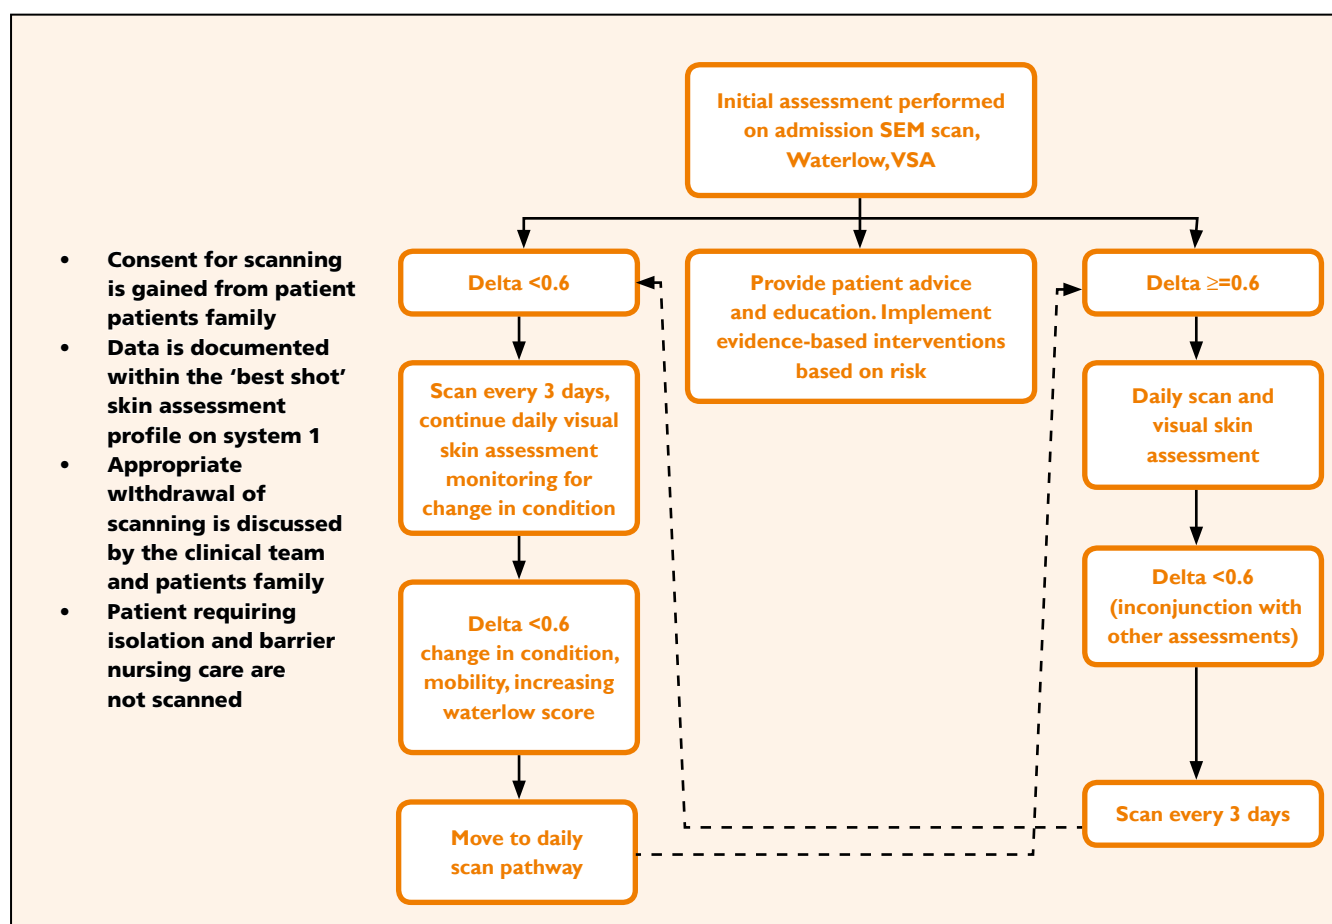 Initial assessment performed
on admission SEM scan,
Waterlow, VSA
• Consent for scanning
is gained from patient
patients family
• Data is documented
within the ‘best shot’
skin assessment
profile on system 1
• Appropriate
wIthdrawal of
scanning is discussed
by the clinical team
and patients family
• Patient requiring
isolation and barrier
nursing care are
not scanned
Delta <0.6
Scan every 3 days,
continue daily visual
skin assessment
monitoring for
change in condition
Delta <0.6
change in condition,
mobility, increasing
waterlow score
Move to daily
scan pathway
Provide patient advice
and education. Implement
evidence-based interventions
based on risk
Delta ≥=0.6
Daily scan and
visual skin
assessment
Delta <0.6
(inconjunction with
other assessments)
Scan every 3 days